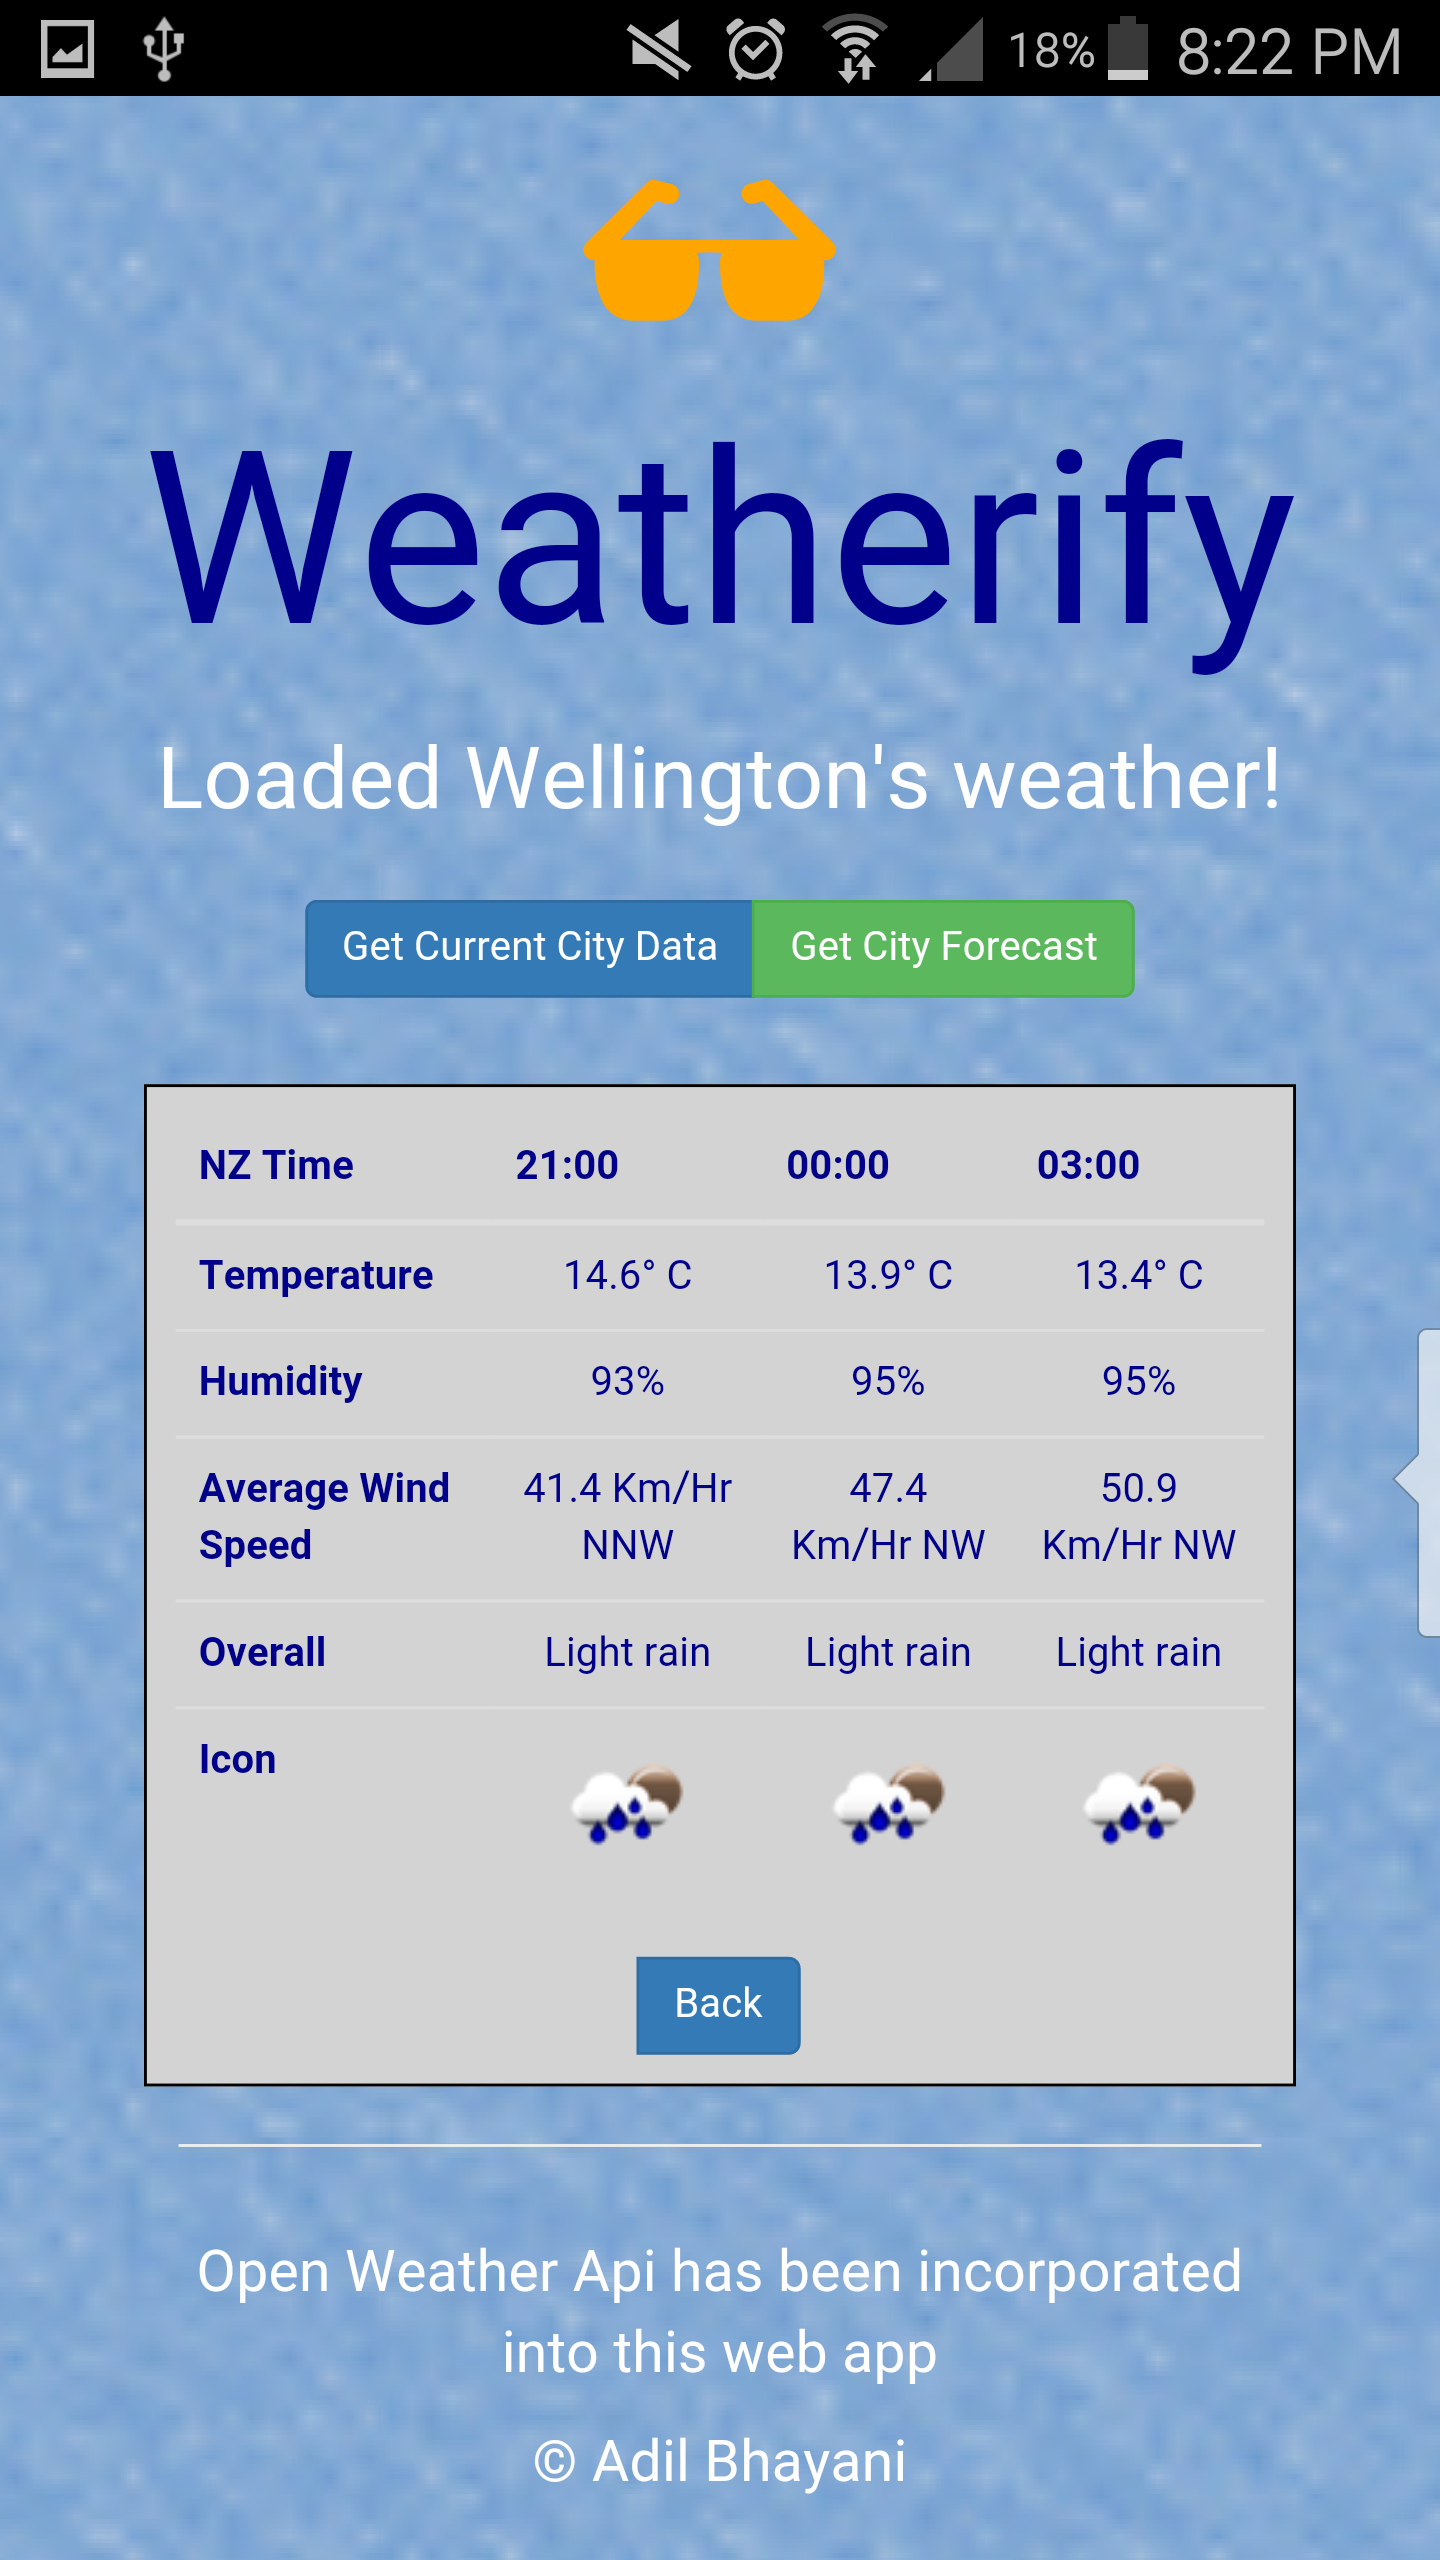 18% 8:22 PM
Weatherify
Loaded Wellington's weather!
Get Current City Data Get City Forecast
NZ Time 21:00 00:00 03:00
Temperature 14.6° C 13.9° C 13.4° C
Humidity 93% 95% 95%
Average Wind 41.4 Km/Hr 47.4 50.9
Speed NNW Km/Hr NW Km/Hr NW
Overall Light rain Light rain Light rain
Icon
Back
Open Weather Api has been incorporated
into this web app
© Adil Bhayani